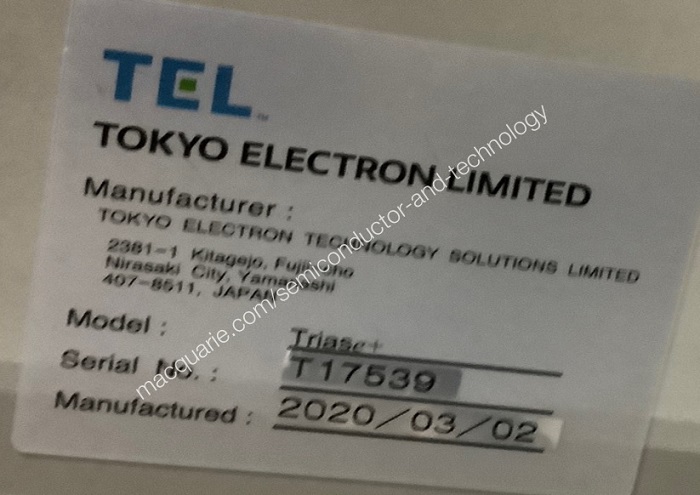 TEL™
TOKYO ELECTRON LIMITED
Manufacturer :
TOKYO ELECTRON TECHNOLOGY SOLUTIONS LIMITED
2381-1 Kitagejo, Fujii-cho
Nirasaki City, Yamanashi
407-8511, JAPAN
Model : Triase+
Serial No. : T17539
Manufactured : 2020/03/02
macquarie.com/semiconductor-and-technology